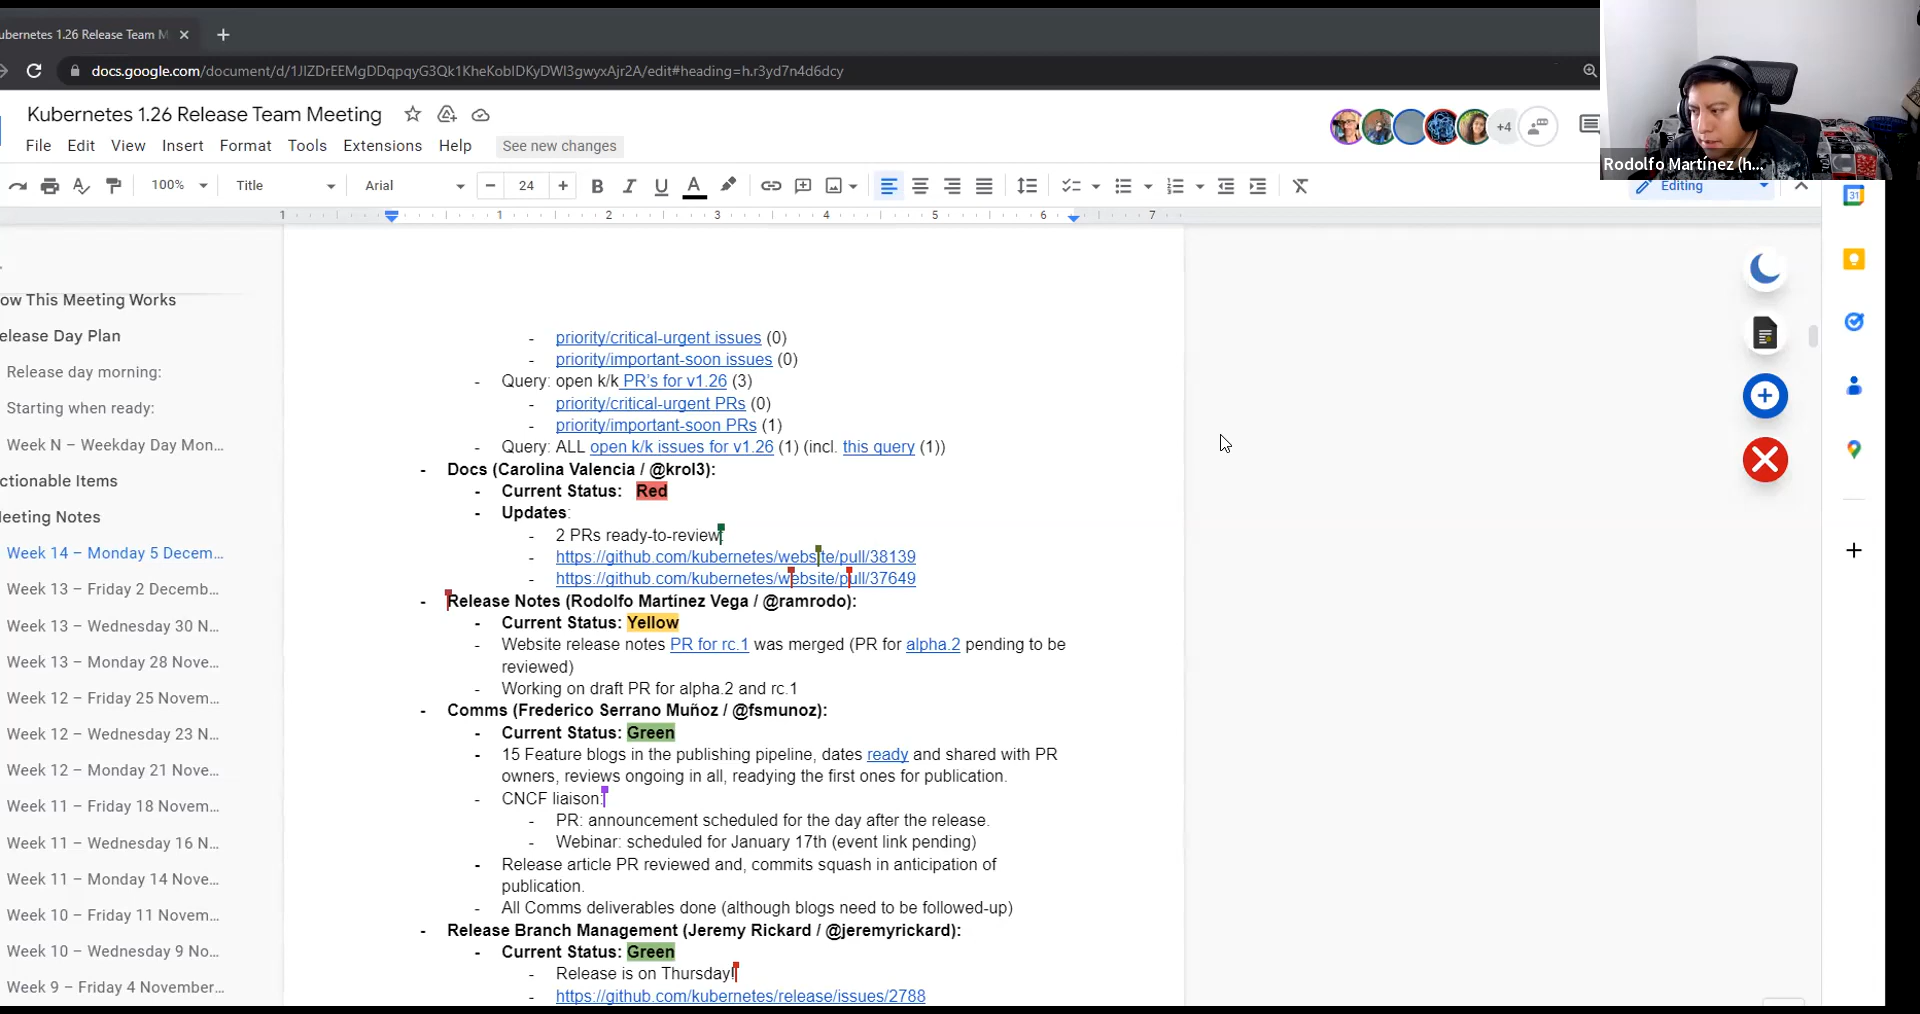 ubernetes 1.26 Release Team M
docs.google.com/document/d/1JIZDrEEMgDDqpqyG3Qk1KheKobIDKyDWI3gwyxAjr2A/edit#heading=h.r3yd7n4d6dcy
Kubernetes 1.26 Release Team Meeting
File Edit View Insert Format Tools Extensions Help See new changes
+4
Rodolfo Martínez (h...
100% Title Arial 24 B I U A
Editing
1 1 2 3 4 5 6 7
31
ow This Meeting Works
elease Day Plan
Release day morning:
Starting when ready:
Week N – Weekday Day Mon...
ctionable Items
eeting Notes
Week 14 – Monday 5 Decem...
Week 13 – Friday 2 Decemb...
Week 13 – Wednesday 30 N...
Week 13 – Monday 28 Nove...
Week 12 – Friday 25 Novem...
Week 12 – Wednesday 23 N...
Week 12 – Monday 21 Nove...
Week 11 – Friday 18 Novem...
Week 11 – Wednesday 16 N...
Week 11 – Monday 14 Nove...
Week 10 – Friday 11 Novem...
Week 10 – Wednesday 9 No...
Week 9 – Friday 4 November...
- priority/critical-urgent issues (0)
- priority/important-soon issues (0)
- Query: open k/k PR's for v1.26 (3)
- priority/critical-urgent PRs (0)
- priority/important-soon PRs (1)
- Query: ALL open k/k issues for v1.26 (1) (incl. this query (1))
- Docs (Carolina Valencia / @krol3):
- Current Status: Red
- Updates:
- 2 PRs ready-to-review
- https://github.com/kubernetes/website/pull/38139
- https://github.com/kubernetes/website/pull/37649
- Release Notes (Rodolfo Martínez Vega / @ramrodo):
- Current Status: Yellow
- Website release notes PR for rc.1 was merged (PR for alpha.2 pending to be
reviewed)
- Working on draft PR for alpha.2 and rc.1
- Comms (Frederico Serrano Muñoz / @fsmunoz):
- Current Status: Green
- 15 Feature blogs in the publishing pipeline, dates ready and shared with PR
owners, reviews ongoing in all, readying the first ones for publication.
- CNCF liaison:
- PR: announcement scheduled for the day after the release.
- Webinar: scheduled for January 17th (event link pending)
- Release article PR reviewed and, commits squash in anticipation of
publication.
- All Comms deliverables done (although blogs need to be followed-up)
- Release Branch Management (Jeremy Rickard / @jeremyrickard):
- Current Status: Green
- Release is on Thursday!
- https://github.com/kubernetes/release/issues/2788